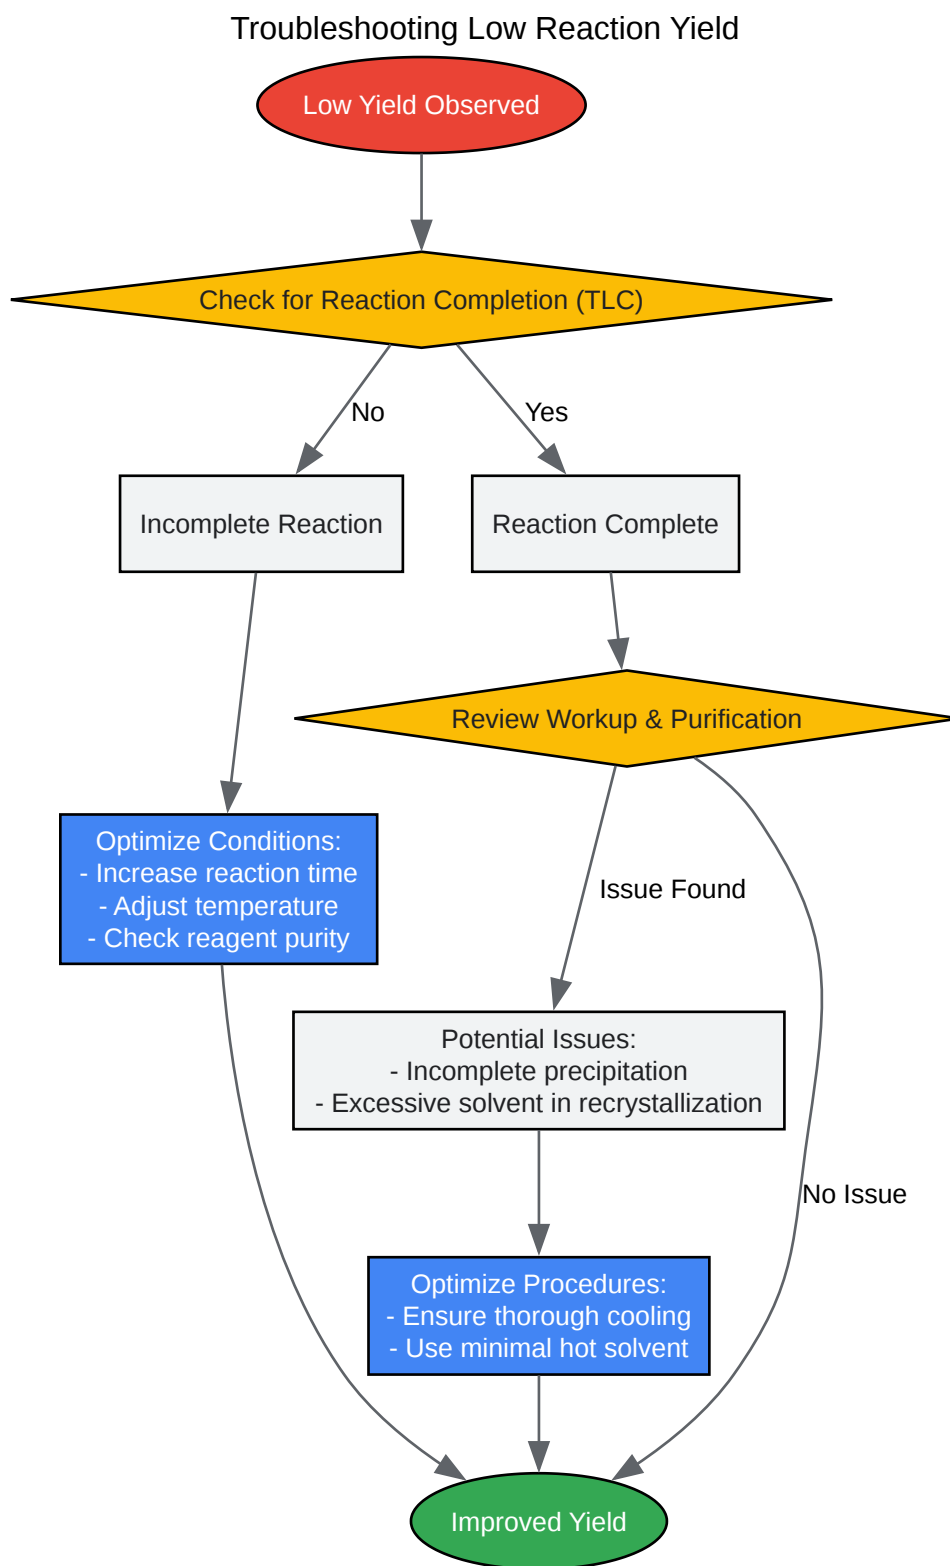 Troubleshooting Low Reaction Yield
Low Yield Observed
Check for Reaction Completion (TLC)
No
Yes
Incomplete Reaction
Reaction Complete
Review Workup & Purification
Optimize Conditions:
- Increase reaction time
- Adjust temperature
- Check reagent purity
Issue Found
Potential Issues:
- Incomplete precipitation
- Excessive solvent in recrystallization
No Issue
Optimize Procedures:
- Ensure thorough cooling
- Use minimal hot solvent
Improved Yield